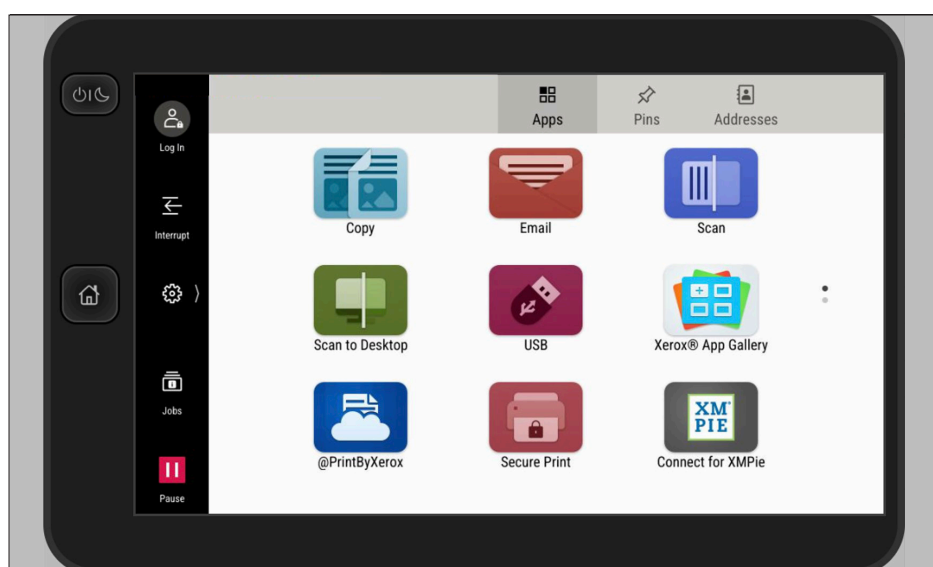 Apps
Pins
Addresses
Log In
Interrupt
Jobs
Pause
Copy
Email
Scan
Scan to Desktop
USB
Xerox® App Gallery
@PrintByXerox
Secure Print
XM
PIE
Connect for XMPie